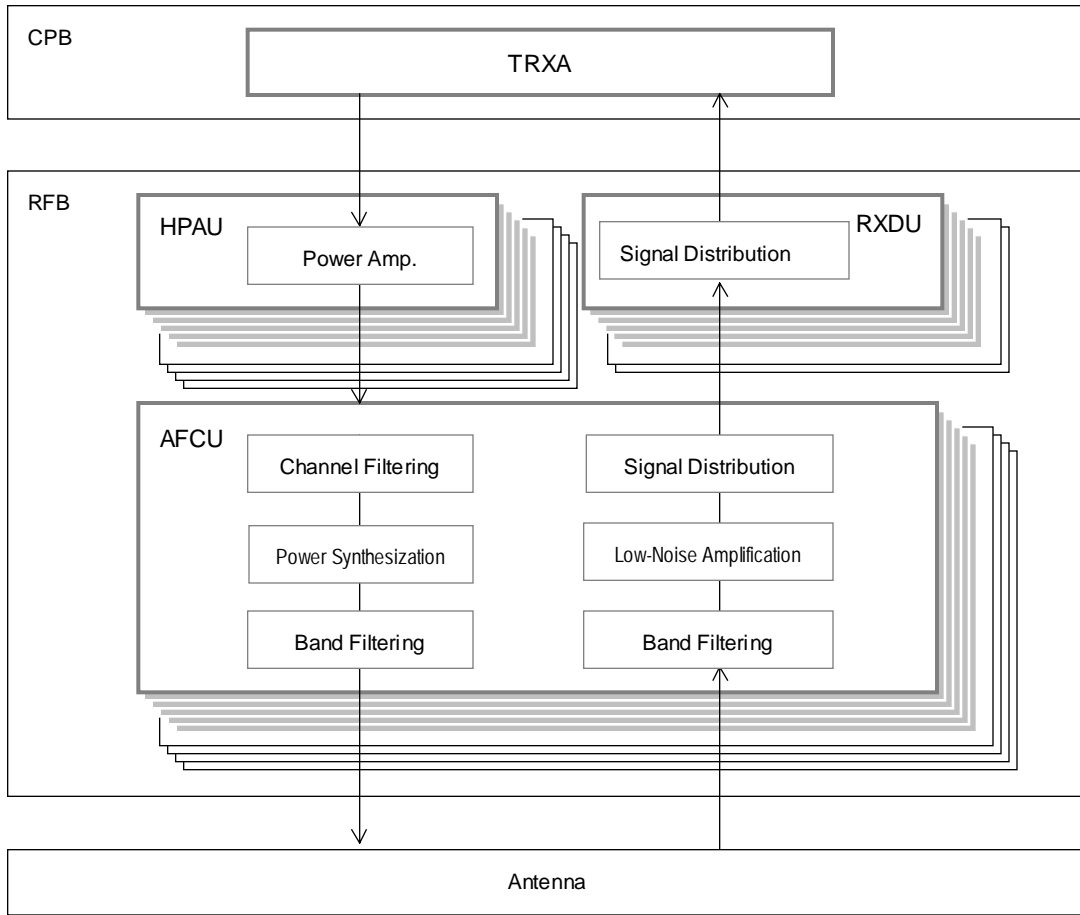 CPB
TRXA
RFB
HPAU
RXDU
Power Amp.
Signal Distribution
AFCU
Channel Filtering
Signal Distribution
Power Synthesization
Low-Noise Amplification
Band Filtering
Band Filtering
Antenna